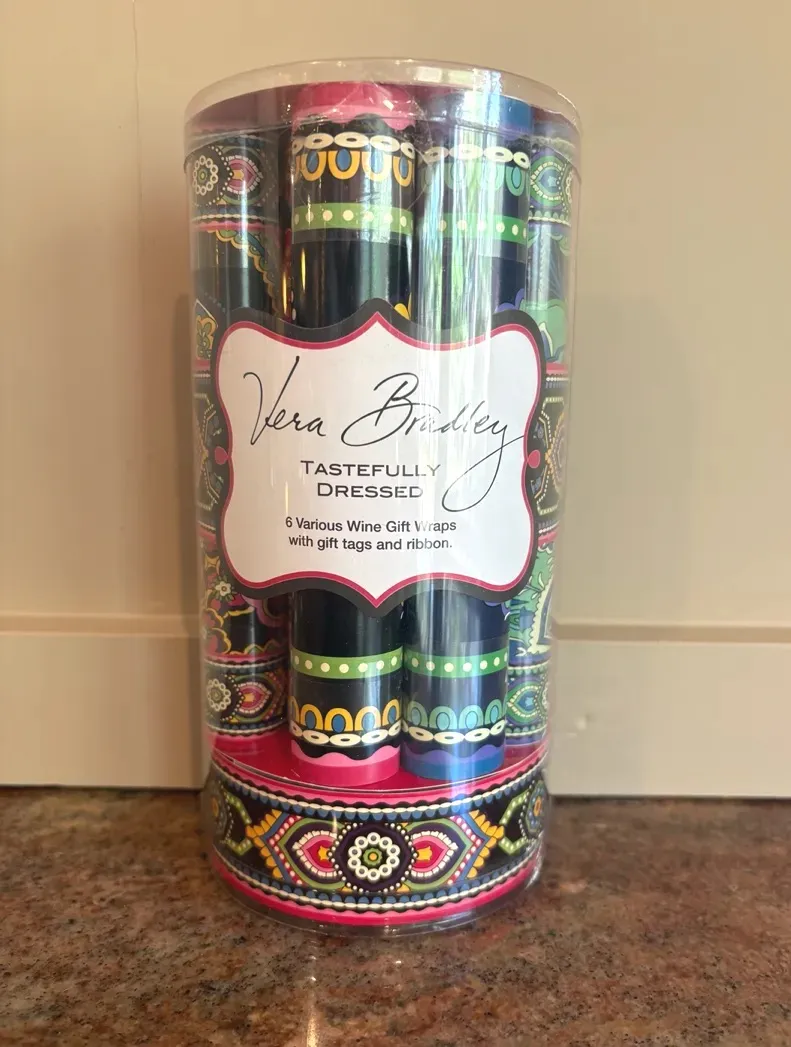 Vera Bradley
TASTEFULLY
DRESSED
6 Various Wine Gift Wraps
with gift tags and ribbon.